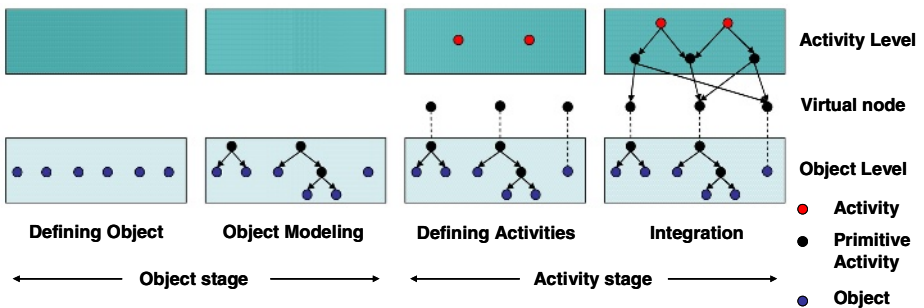 Activity Level
Virtual node
Object Level
Defining Object
Object Modeling
Defining Activities
Integration
Activity
Primitive
Activity
Object
Object stage
Activity stage